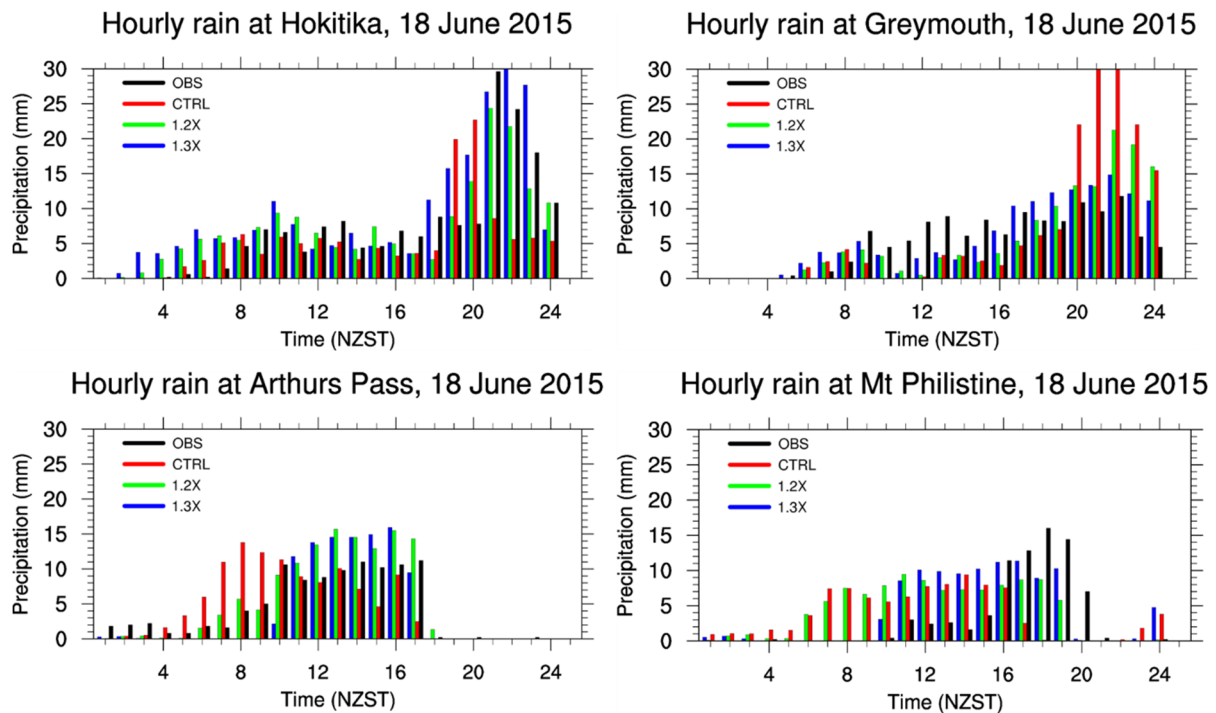 Hourly rain at Hokitika, 18 June 2015
Precipitation (mm)
30
25
20
15
10
5
0
OBS
CTRL
1.2X
1.3X
4 8 12 16 20 24
Time (NZST)
Hourly rain at Greymouth, 18 June 2015
Precipitation (mm)
30
25
20
15
10
5
0
OBS
CTRL
1.2X
1.3X
4 8 12 16 20 24
Time (NZST)
Hourly rain at Arthurs Pass, 18 June 2015
Precipitation (mm)
30
25
20
15
10
5
0
OBS
CTRL
1.2X
1.3X
4 8 12 16 20 24
Time (NZST)
Hourly rain at Mt Philistine, 18 June 2015
Precipitation (mm)
30
25
20
15
10
5
0
OBS
CTRL
1.2X
1.3X
4 8 12 16 20 24
Time (NZST)